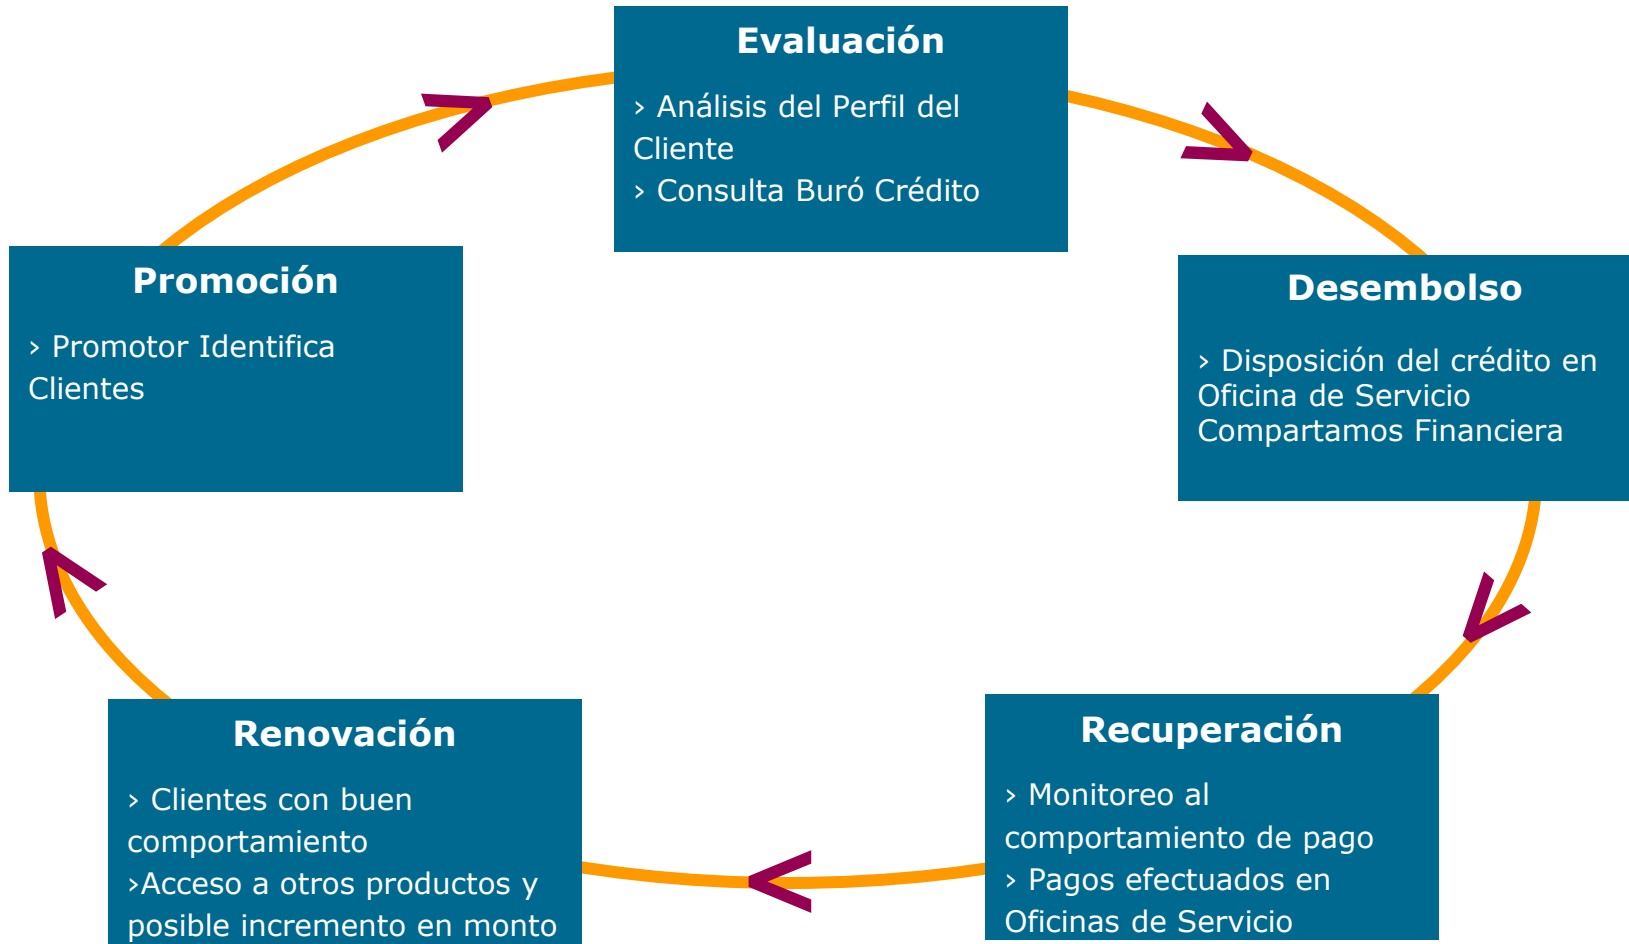 Evaluación
› Análisis del Perfil del
Cliente
› Consulta Buró Crédito
Promoción
› Promotor Identifica
Clientes
Desembolso
› Disposición del crédito en
Oficina de Servicio
Compartamos Financiera
Renovación
› Clientes con buen
comportamiento
›Acceso a otros productos y
posible incremento en monto
Recuperación
› Monitoreo al
comportamiento de pago
› Pagos efectuados en
Oficinas de Servicio